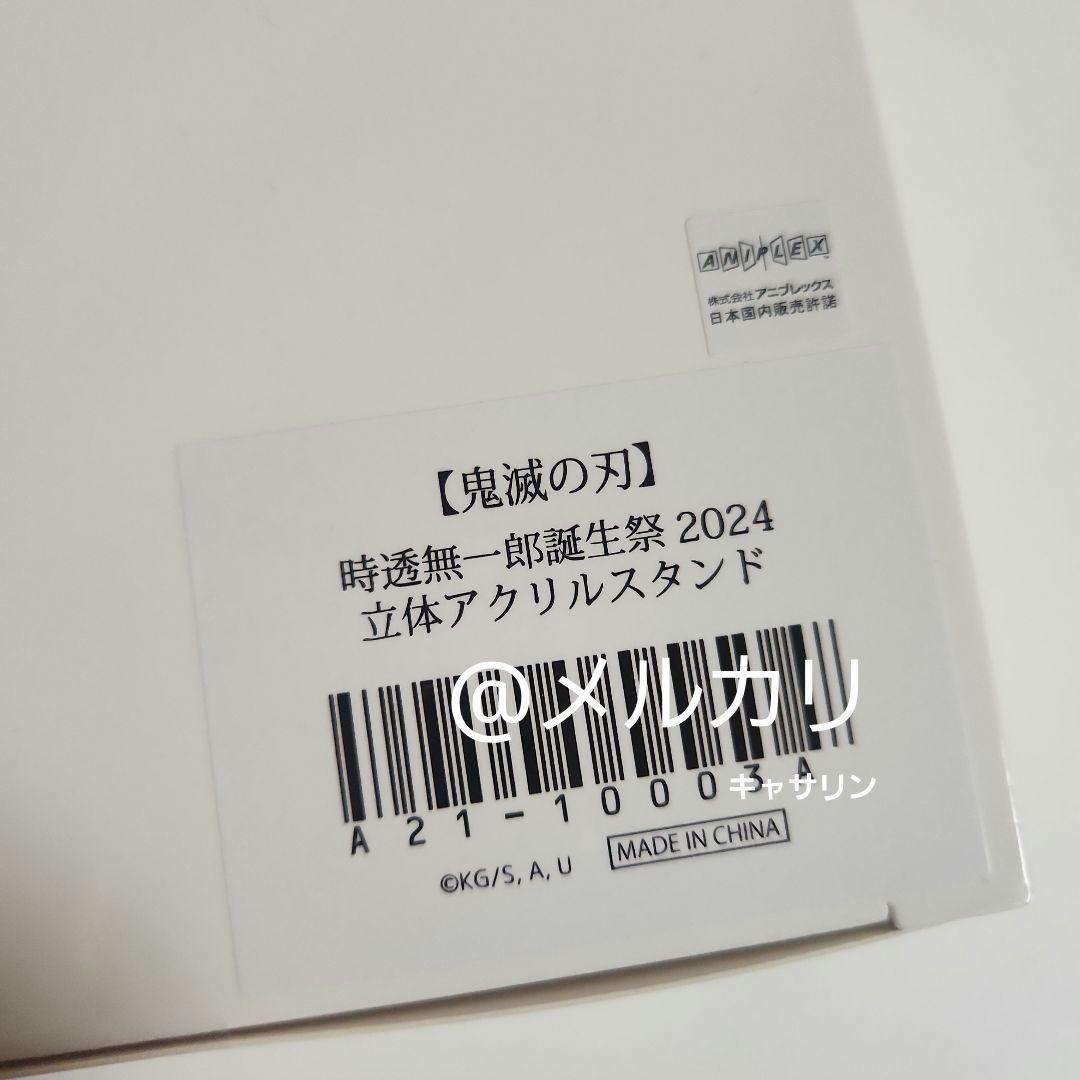 ANIPLEX
株式会社アニプレックス
日本国内販売許諾
【鬼滅の刃】
時透無一郎誕生祭 2024
立体アクリルスタンド
@メルカリ
キャサリン
A21-10003A
©KG/S, A, U
MADE IN CHINA